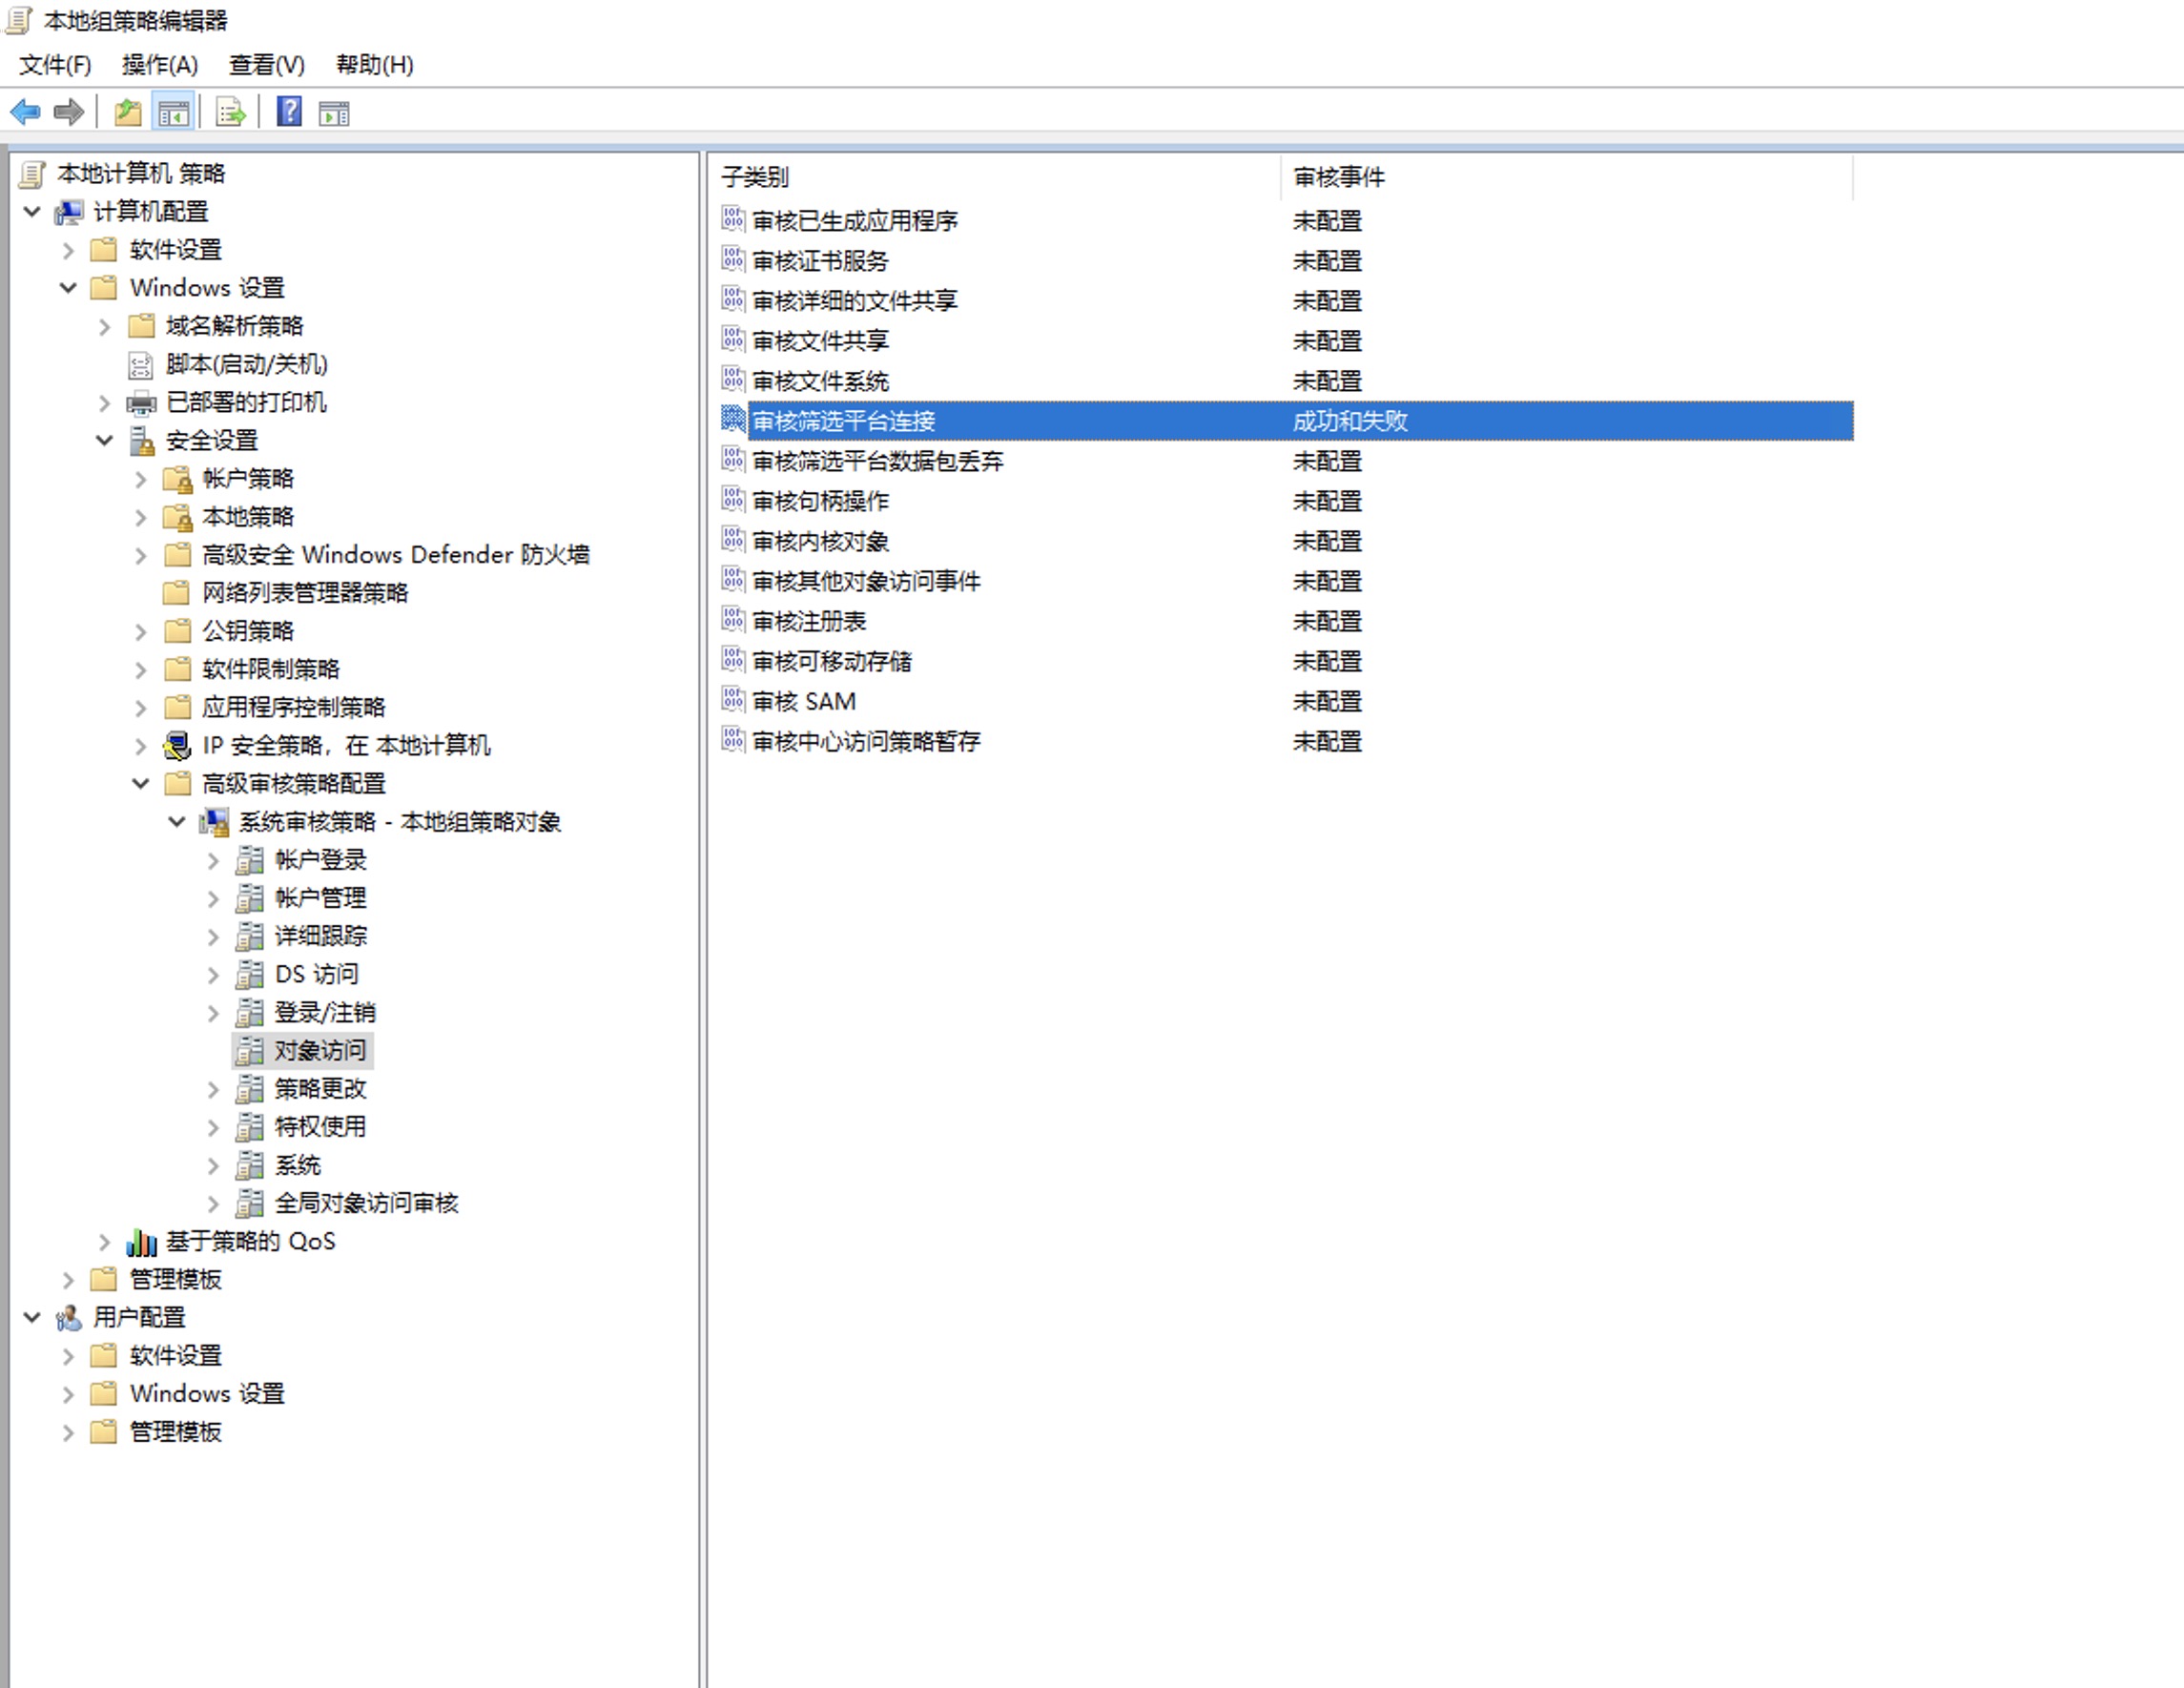 本地组策略编辑器
文件(F) 操作(A) 查看(V) 帮助(H)
本地计算机 策略
计算机配置
软件设置
Windows 设置
域名解析策略
脚本(启动/关机)
已部署的打印机
安全设置
帐户策略
本地策略
高级安全 Windows Defender 防火墙
网络列表管理器策略
公钥策略
软件限制策略
应用程序控制策略
IP 安全策略，在 本地计算机
高级审核策略配置
系统审核策略 - 本地组策略对象
帐户登录
帐户管理
详细跟踪
DS 访问
登录/注销
对象访问
策略更改
特权使用
系统
全局对象访问审核
基于策略的 QoS
管理模板
用户配置
软件设置
Windows 设置
管理模板
子类别 审核事件
审核已生成应用程序 未配置
审核证书服务 未配置
审核详细的文件共享 未配置
审核文件共享 未配置
审核文件系统 未配置
审核筛选平台连接 成功和失败
审核筛选平台数据包丢弃 未配置
审核句柄操作 未配置
审核内核对象 未配置
审核其他对象访问事件 未配置
审核注册表 未配置
审核可移动存储 未配置
审核 SAM 未配置
审核中心访问策略暂存 未配置